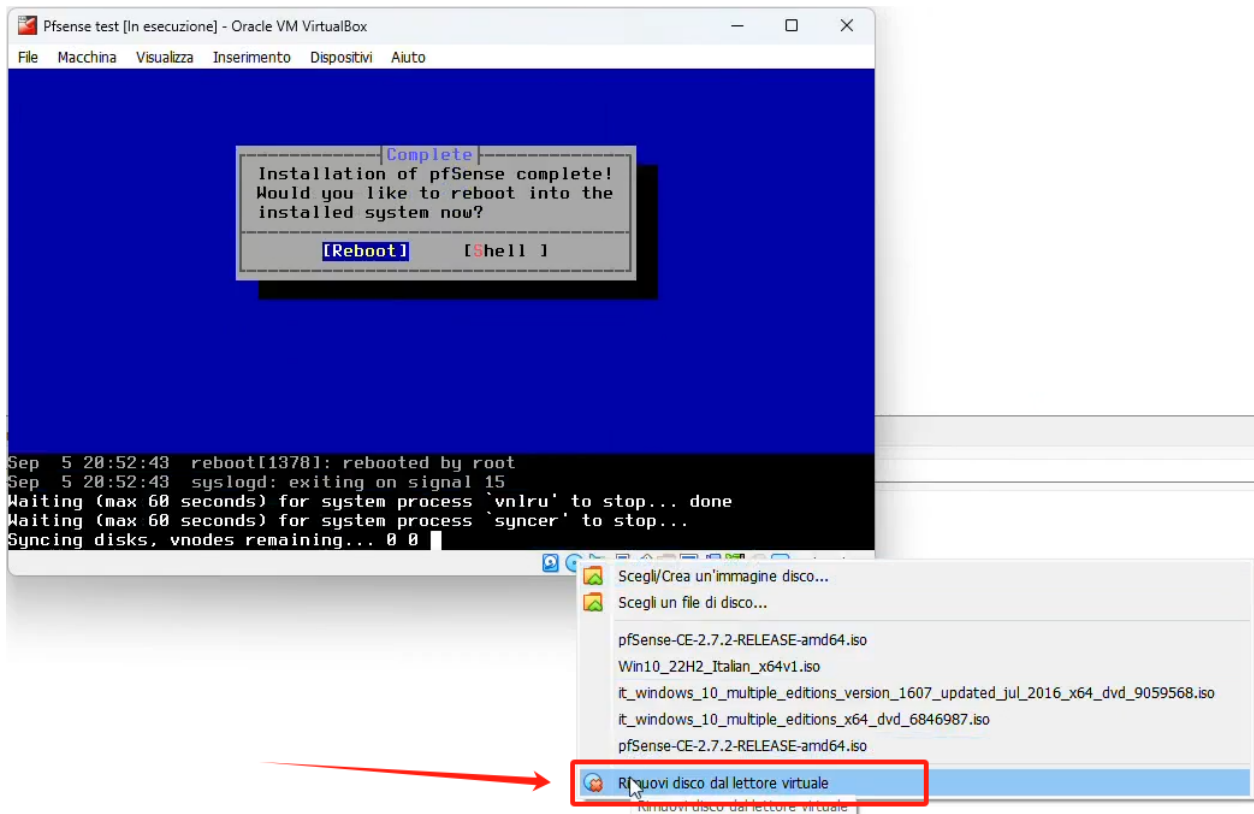 Pfsense test [In esecuzione] - Oracle VM VirtualBox
File Macchina Visualizza Inserimento Dispositivi Aiuto
Complete
Installation of pfSense complete!
Would you like to reboot into the
installed system now?
[Reboot] [Shell ]
Sep 5 20:52:43 reboot[1378]: rebooted by root
Sep 5 20:52:43 syslogd: exiting on signal 15
Waiting (max 60 seconds) for system process `vnlru' to stop... done
Waiting (max 60 seconds) for system process `syncer' to stop...
Syncing disks, vnodes remaining... 0 0
Scegli/Crea un'immagine disco...
Scegli un file di disco...
pfSense-CE-2.7.2-RELEASE-amd64.iso
Win10_22H2_Italian_x64v1.iso
it_windows_10_multiple_editions_version_1607_updated_jul_2016_x64_dvd_9059568.iso
it_windows_10_multiple_editions_x64_dvd_6846987.iso
pfSense-CE-2.7.2-RELEASE-amd64.iso
Rimuovi disco dal lettore virtuale
Rimuovi disco dal lettore virtuale